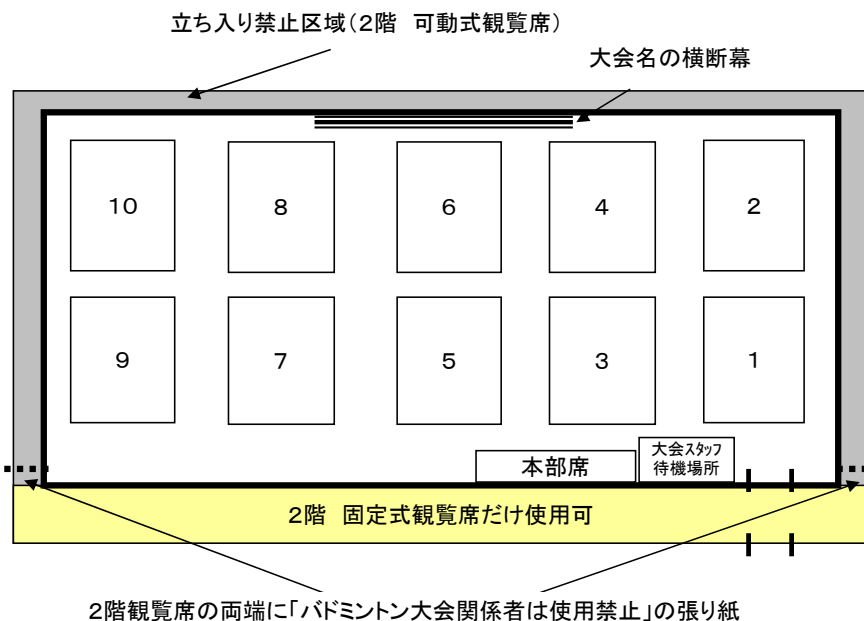 立ち入り禁止区域(2階 可動式観覧席)
大会名の横断幕
10
8
6
4
2
9
7
5
3
1
本部席
大会スタッフ
待機場所
2階 固定式観覧席だけ使用可
2階観覧席の両端に「バドミントン大会関係者は使用禁止」の張り紙